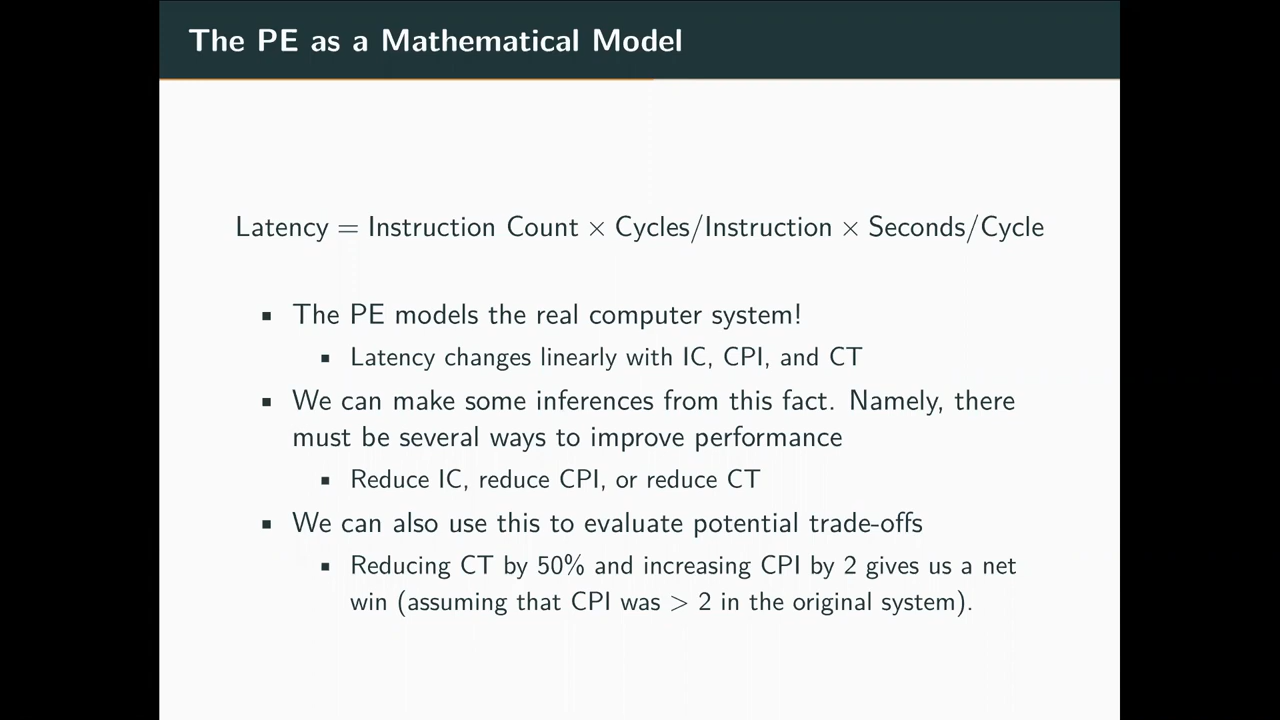 The PE as a Mathematical Model
Latency = Instruction Count × Cycles/Instruction × Seconds/Cycle
▪ The PE models the real computer system!
▪ Latency changes linearly with IC, CPI, and CT
▪ We can make some inferences from this fact. Namely, there
must be several ways to improve performance
▪ Reduce IC, reduce CPI, or reduce CT
▪ We can also use this to evaluate potential trade-offs
▪ Reducing CT by 50% and increasing CPI by 2 gives us a net
win (assuming that CPI was > 2 in the original system).